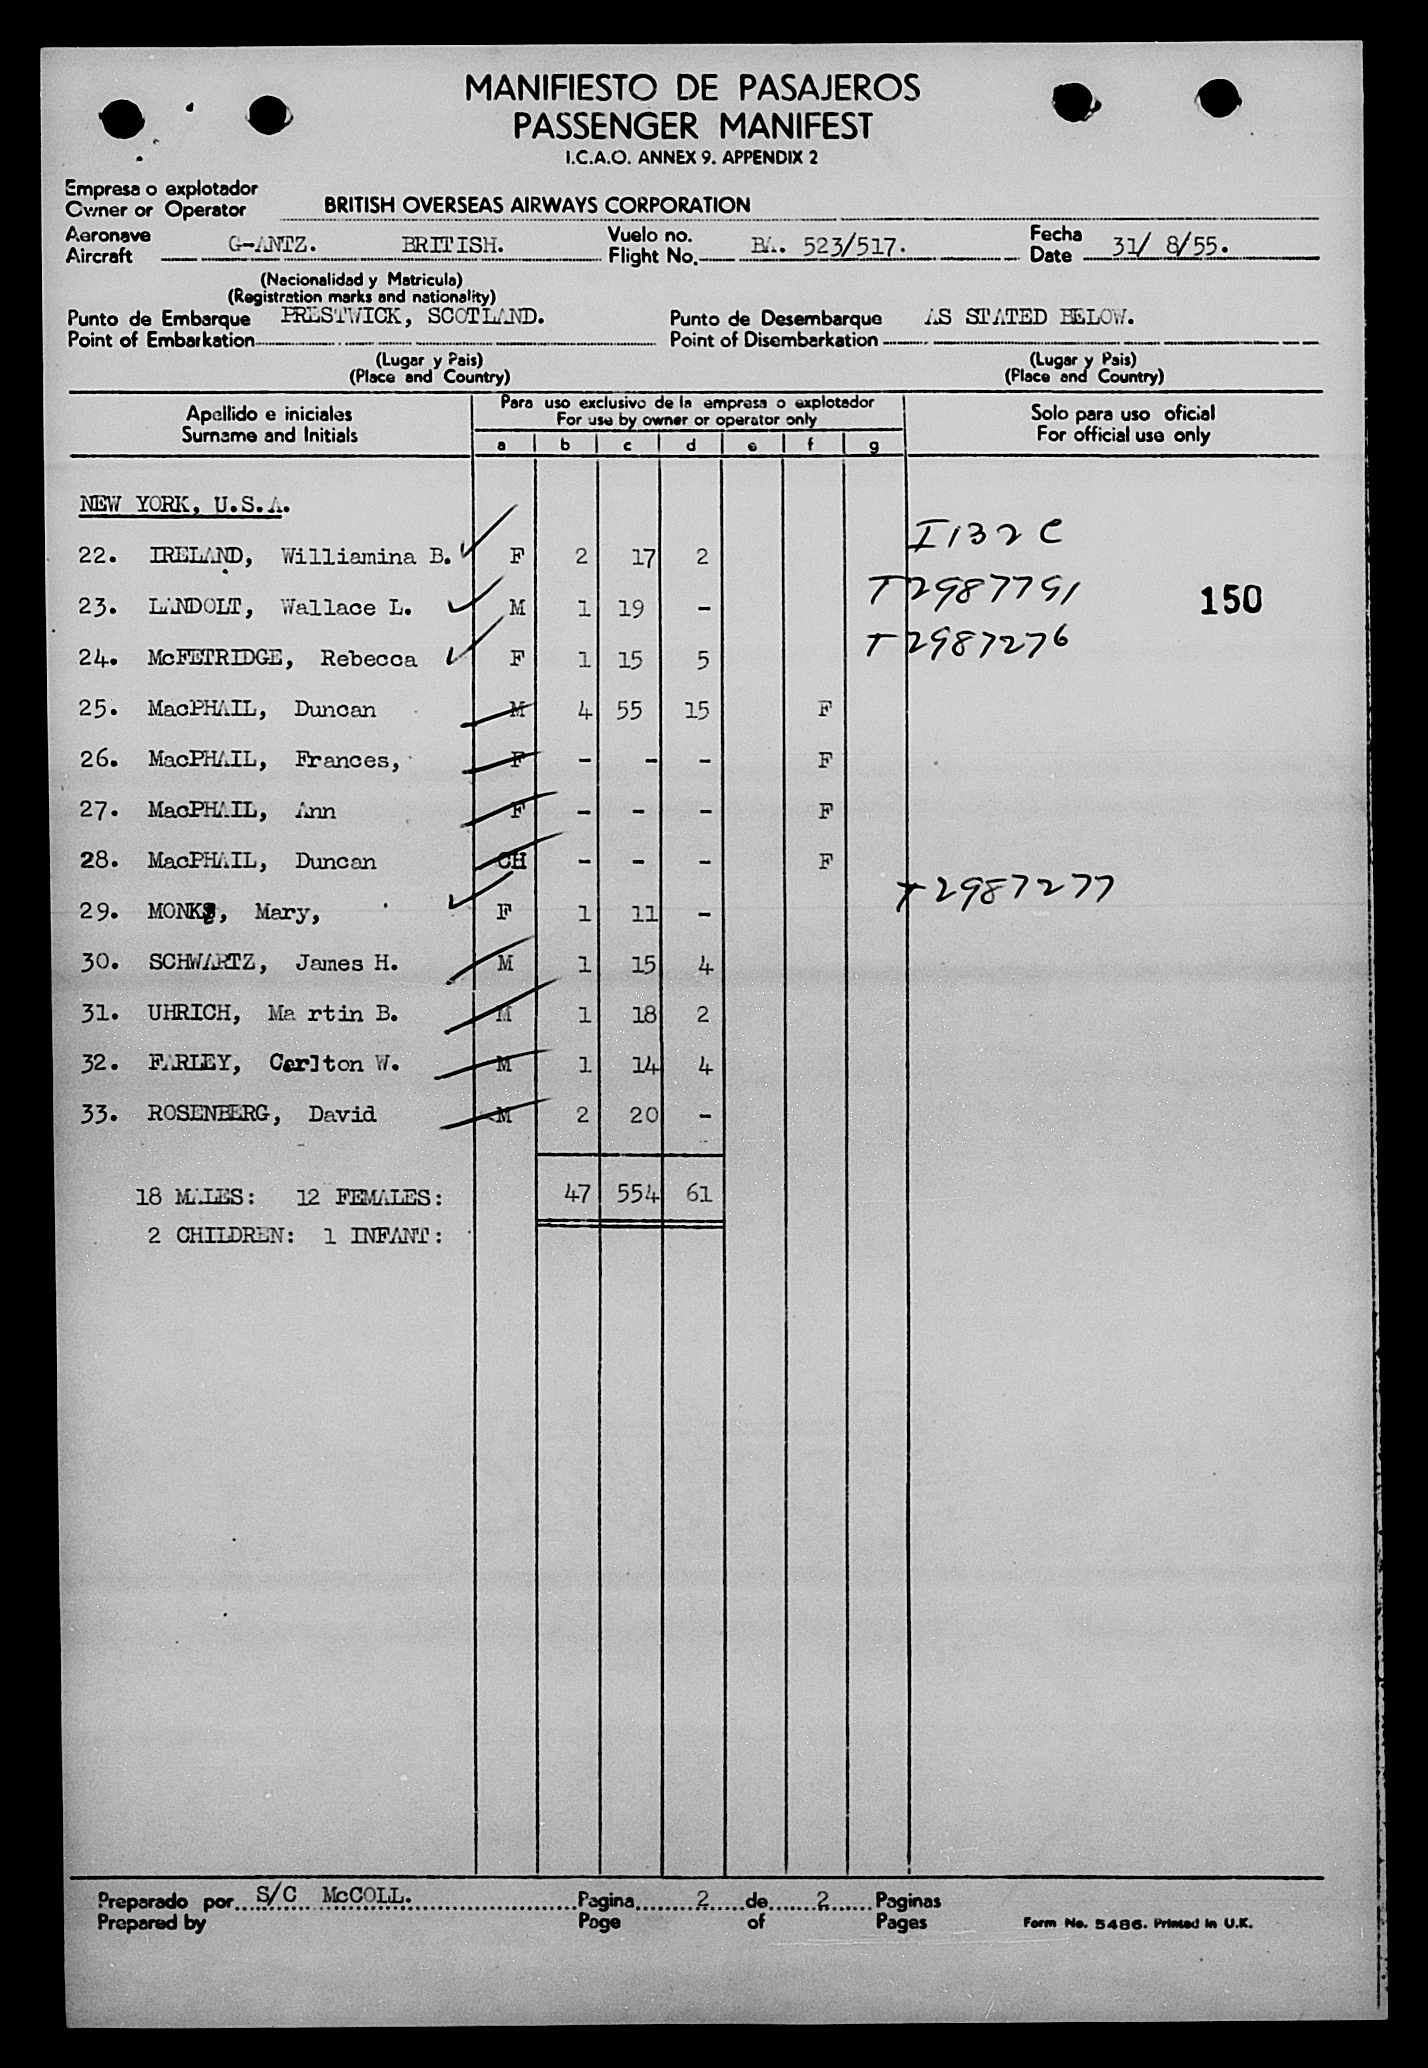 MANIFIESTO DE PASAJEROS
PASSENGER MANIFEST
I.C.A.O. ANNEX 9. APPENDIX 2
Empresa o explotador
Owner or Operator BRITISH OVERSEAS AIRWAYS CORPORATION
Aeronave Vuelo no. Fecha
Aircraft G-ANTZ. BRITISH. Flight No. BA. 523/517. Date 31/ 8/55.
(Nacionalidad y Matricula)
(Registration marks and nationality)
Punto de Embarque PRESTWICK, SCOTLAND. Punto de Desembarque AS STATED BELOW.
Point of Embarkation Point of Disembarkation
(Lugar y Pais) (Lugar y Pais)
(Place and Country) (Place and Country)
Apellido e iniciales Para uso exclusivo de la empresa o explotador Solo para uso oficial
Surname and Initials For use by owner or operator only For official use only
a b c d e f g
NEW YORK, U.S.A.
22. IRELAND, Williamina B. F 2 17 2 I132 C
23. LANDOLT, Wallace L. M 1 19 - T2987791 150
24. McFETRIDGE, Rebecca F 1 15 5 T2987276
25. MacPHAIL, Duncan M 4 55 15 F
26. MacPHAIL, Frances, F - - - F
27. MacPHAIL, Ann F - - - F
28. MacPHAIL, Duncan CH - - - F
29. MONKS, Mary, F 1 11 - T2987277
30. SCHWARTZ, James H. M 1 15 4
31. UHRICH, Ma rtin B. M 1 18 2
32. FARLEY, Carlton W. M 1 14 4
33. ROSENBERG, David M 2 20 -
18 MALES: 12 FEMALES: 47 554 61
2 CHILDREN: 1 INFANT:
Preparado por S/C McCOLL. Pagina 2 de 2 Paginas
Prepared by Page of Pages Form No. 5486. Printed in U.K.